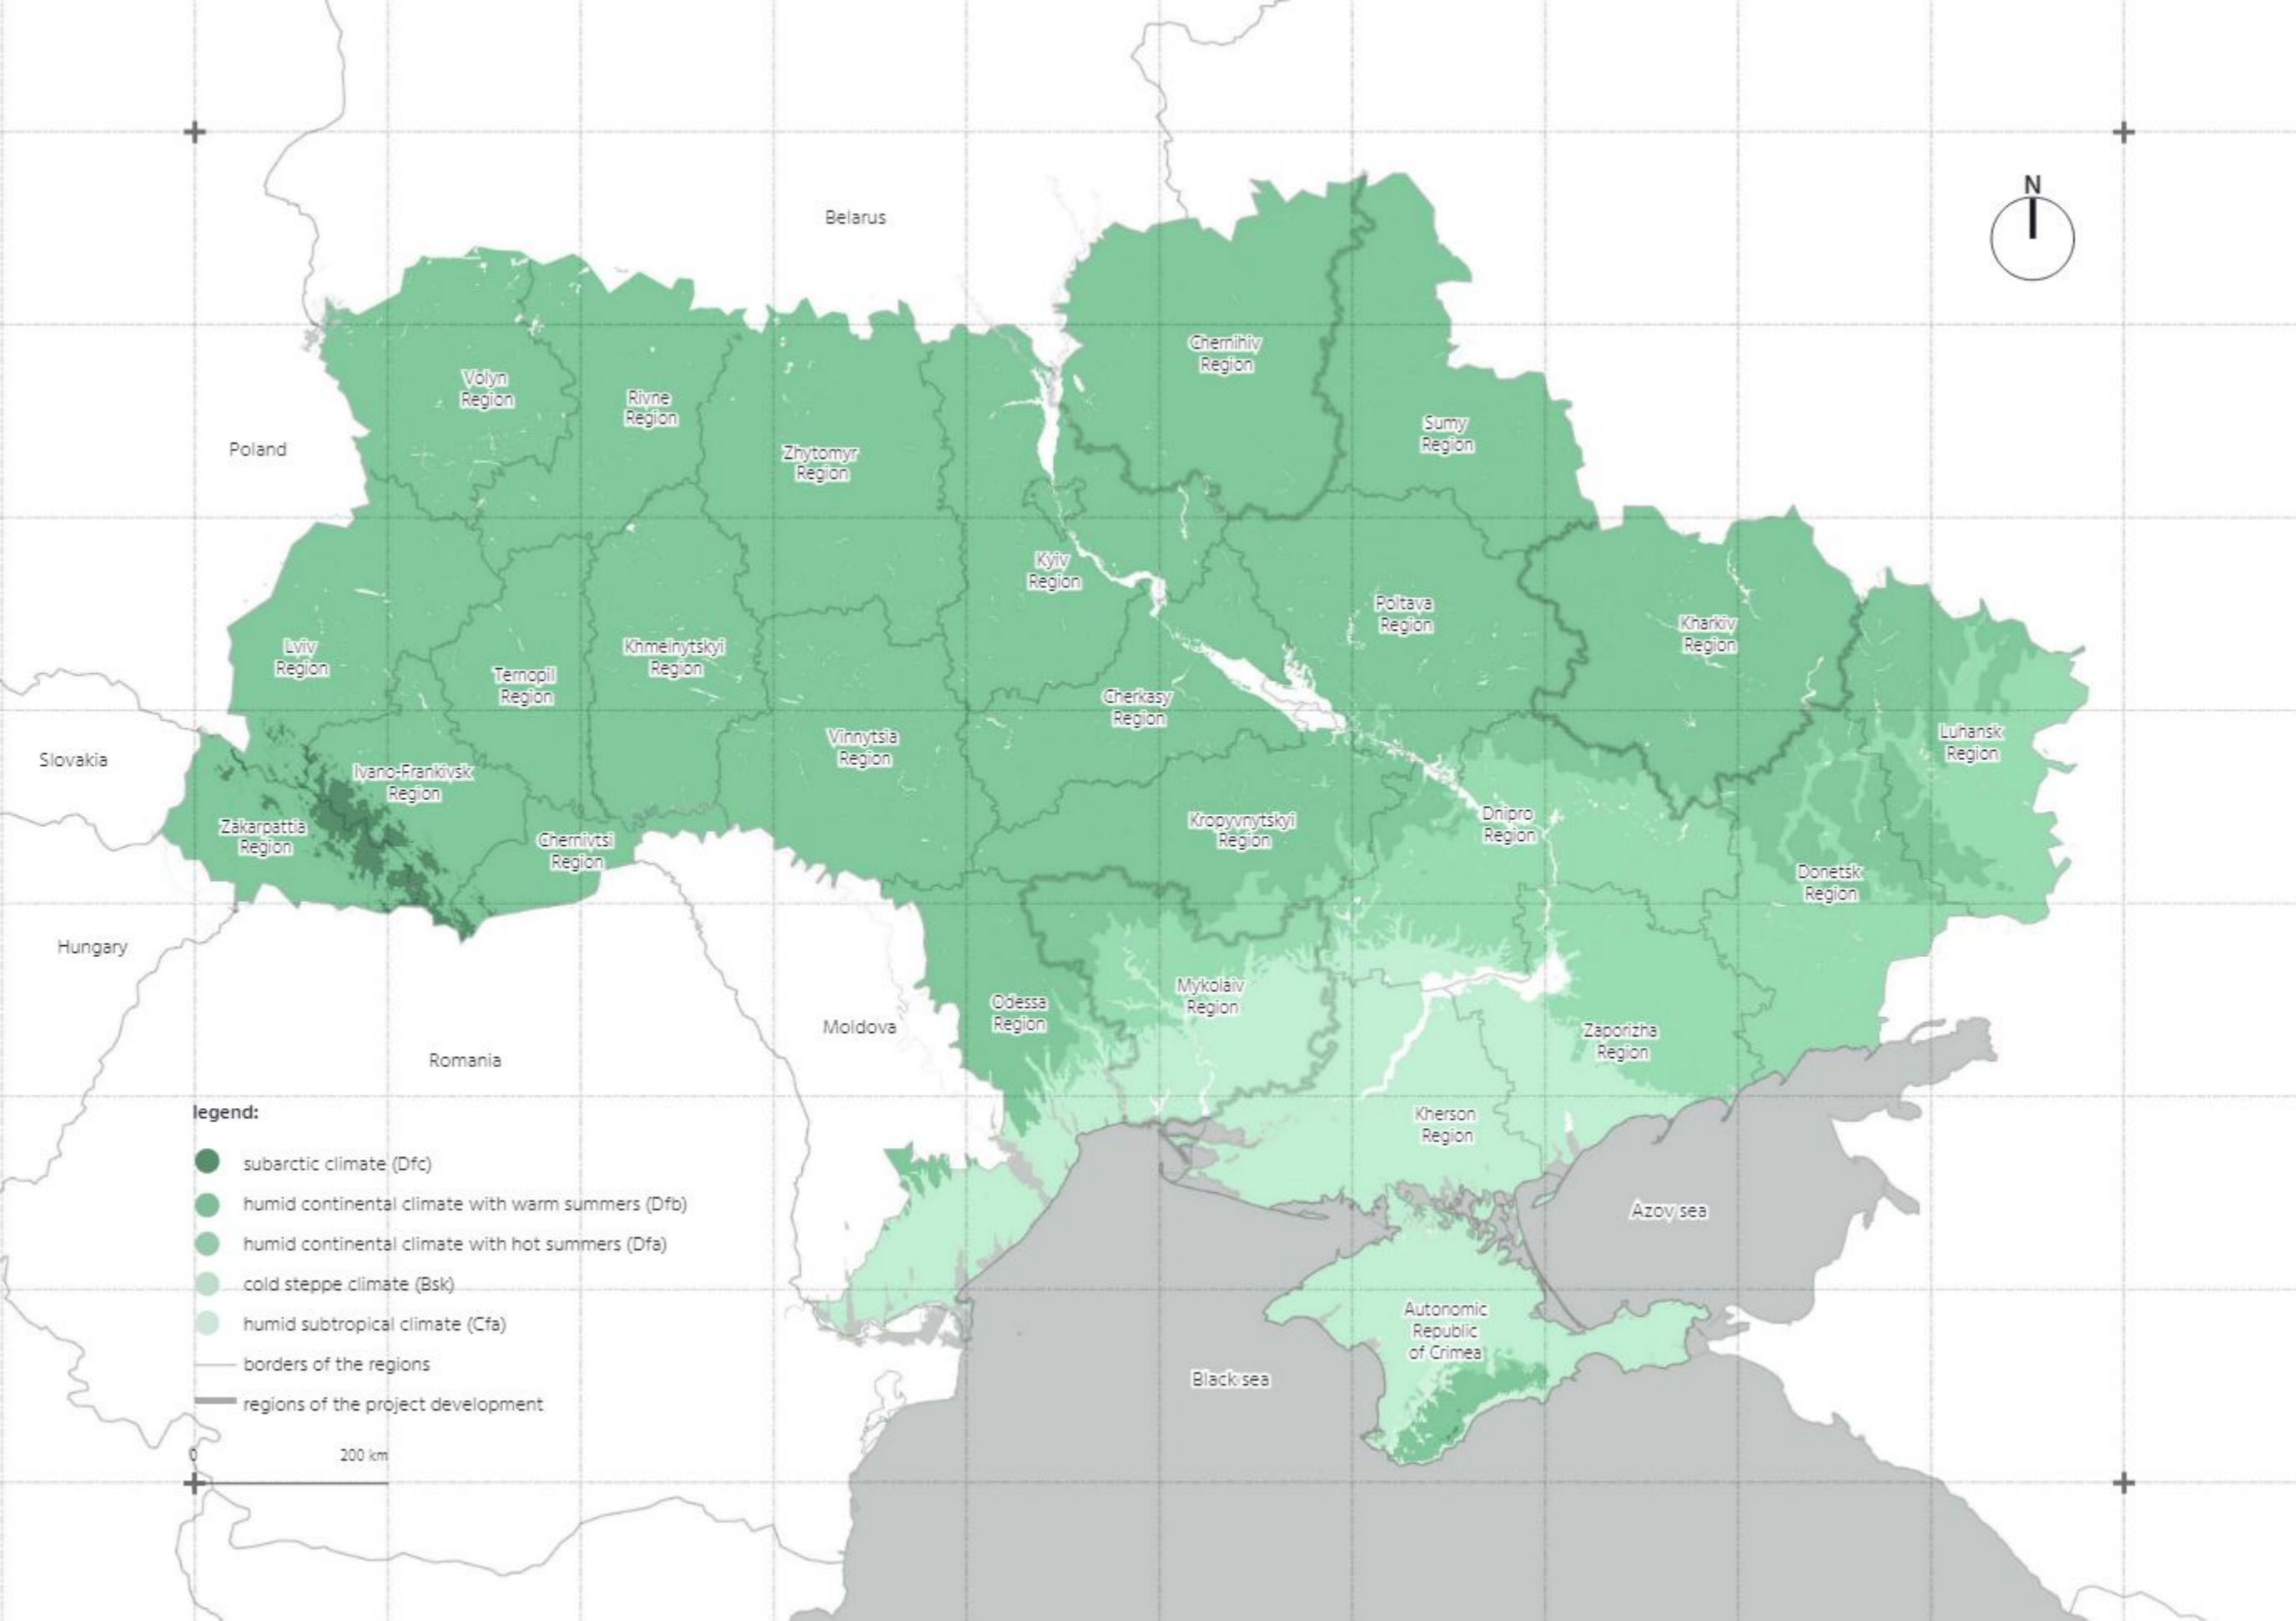 N
Belarus
Chernihiv
Region
Volyn
Region
Rivne
Region
Sumy
Region
Poland
Zhytomyr
Region
Kyiv
Region
Poltava
Region
Kharkiv
Region
Lviv
Region
Khmelnytskyi
Region
Ternopil
Region
Cherkasy
Region
Luhansk
Region
Vinnytsia
Region
Slovakia
Ivano-Frankivsk
Region
Dnipro
Region
Kropyvnytskyi
Region
Zakarpattia
Region
Chernivtsi
Region
Donetsk
Region
Hungary
Mykolaiv
Region
Odessa
Region
Moldova
Zaporizha
Region
Romania
Kherson
Region
legend:
subarctic climate (Dfc)
humid continental climate with warm summers (Dfb)
humid continental climate with hot summers (Dfa)
cold steppe climate (Bsk)
humid subtropical climate (Cfa)
borders of the regions
regions of the project development
0 200 km
Azov sea
Autonomic
Republic
of Crimea
Black sea